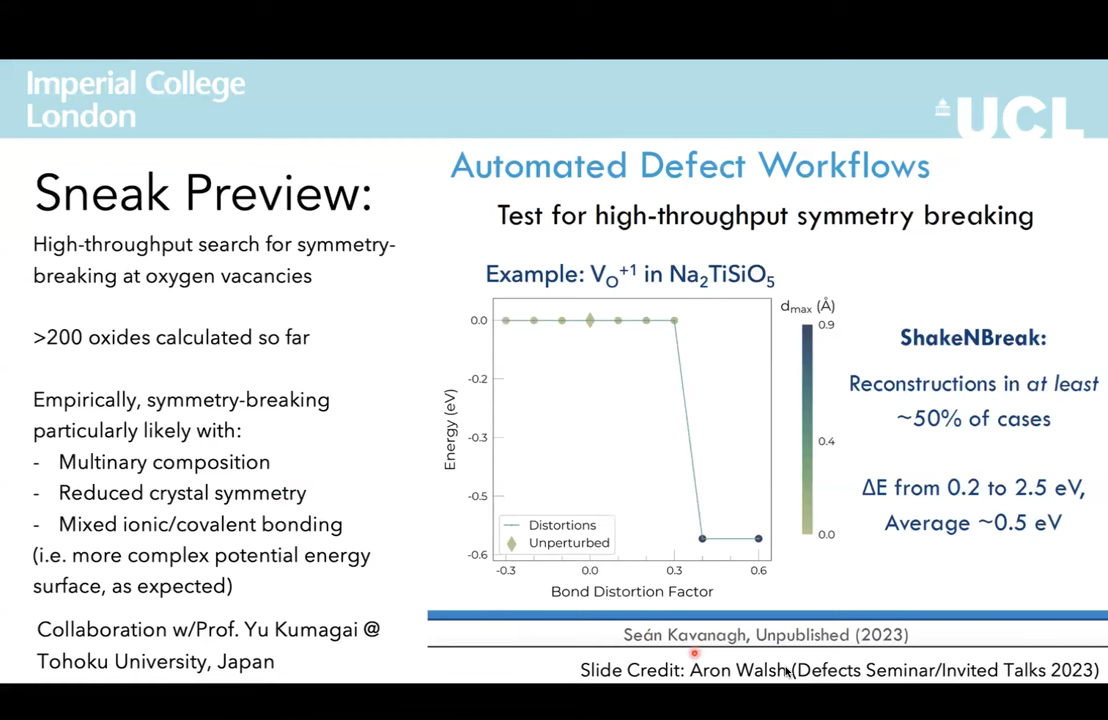 Imperial College
London
UCL
Sneak Preview:
High-throughput search for symmetry-
breaking at oxygen vacancies
>200 oxides calculated so far
Empirically, symmetry-breaking
particularly likely with:
- Multinary composition
- Reduced crystal symmetry
- Mixed ionic/covalent bonding
(i.e. more complex potential energy
surface, as expected)
Collaboration w/Prof. Yu Kumagai @
Tohoku University, Japan
Automated Defect Workflows
Test for high-throughput symmetry breaking
Example: V_O^+1 in Na₂TiSiO₅
Energy (eV)
0.0
-0.2
-0.3
-0.5
-0.6
Distortions
Unperturbed
-0.3 0.0 0.3 0.6
Bond Distortion Factor
d_max (Å)
0.9
0.4
0.0
ShakeNBreak:
Reconstructions in at least
~50% of cases
ΔE from 0.2 to 2.5 eV,
Average ~0.5 eV
Seán Kavanagh, Unpublished (2023)
Slide Credit: Aron Walsh (Defects Seminar/Invited Talks 2023)